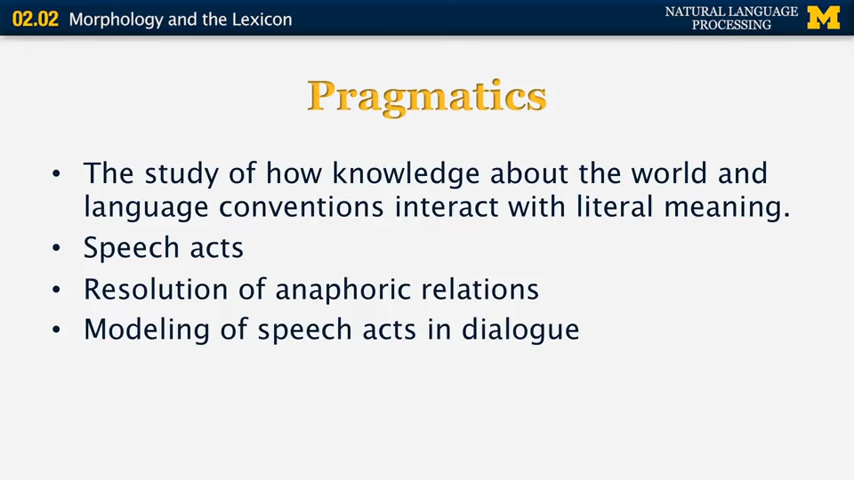 02.02 Morphology and the Lexicon
NATURAL LANGUAGE
PROCESSING
M
Pragmatics
• The study of how knowledge about the world and
language conventions interact with literal meaning.
• Speech acts
• Resolution of anaphoric relations
• Modeling of speech acts in dialogue